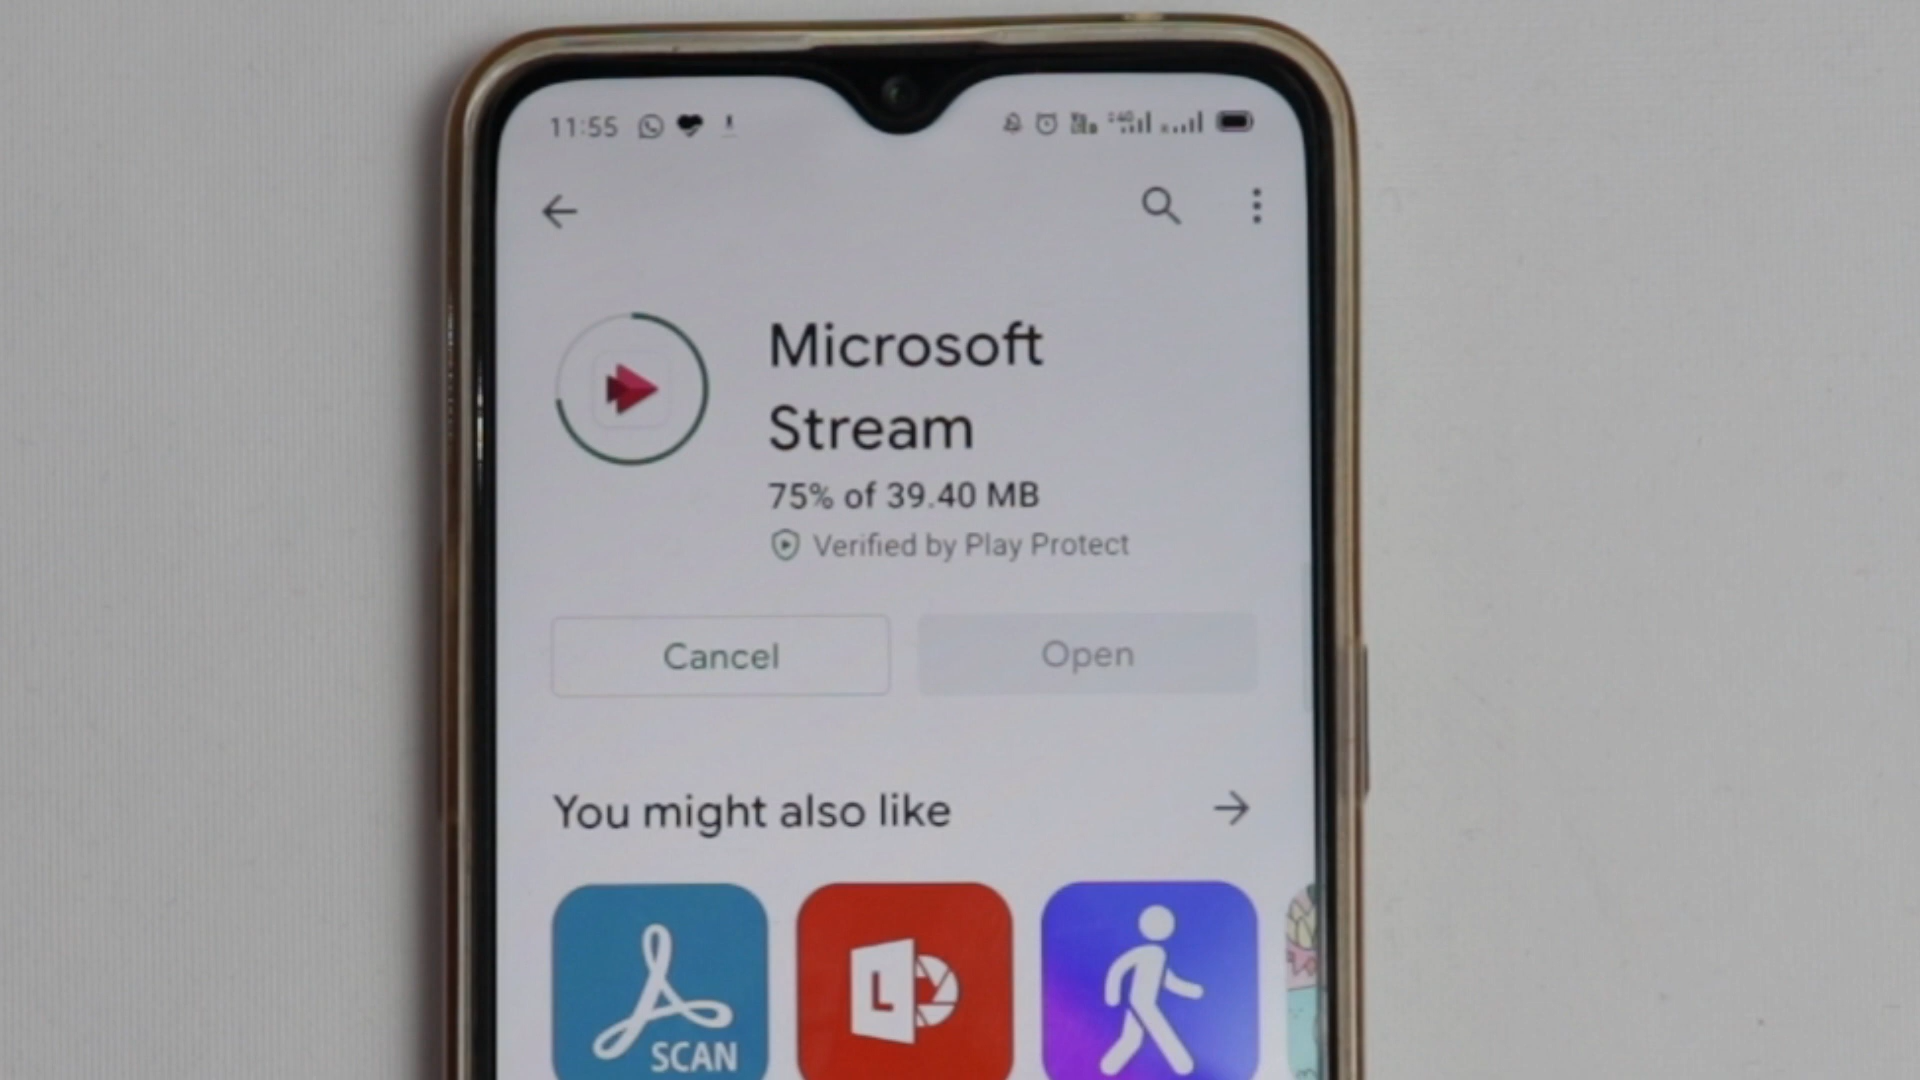 11:55
Microsoft
Stream
75% of 39.40 MB
Verified by Play Protect
Cancel
Open
You might also like
SCAN
L